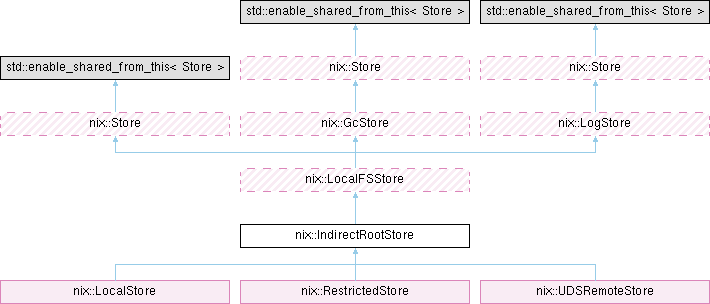 std::enable_shared_from_this< Store >
std::enable_shared_from_this< Store >
std::enable_shared_from_this< Store >
nix::Store
nix::Store
nix::Store
nix::GcStore
nix::LogStore
nix::LocalFSStore
nix::IndirectRootStore
nix::LocalStore
nix::RestrictedStore
nix::UDSRemoteStore